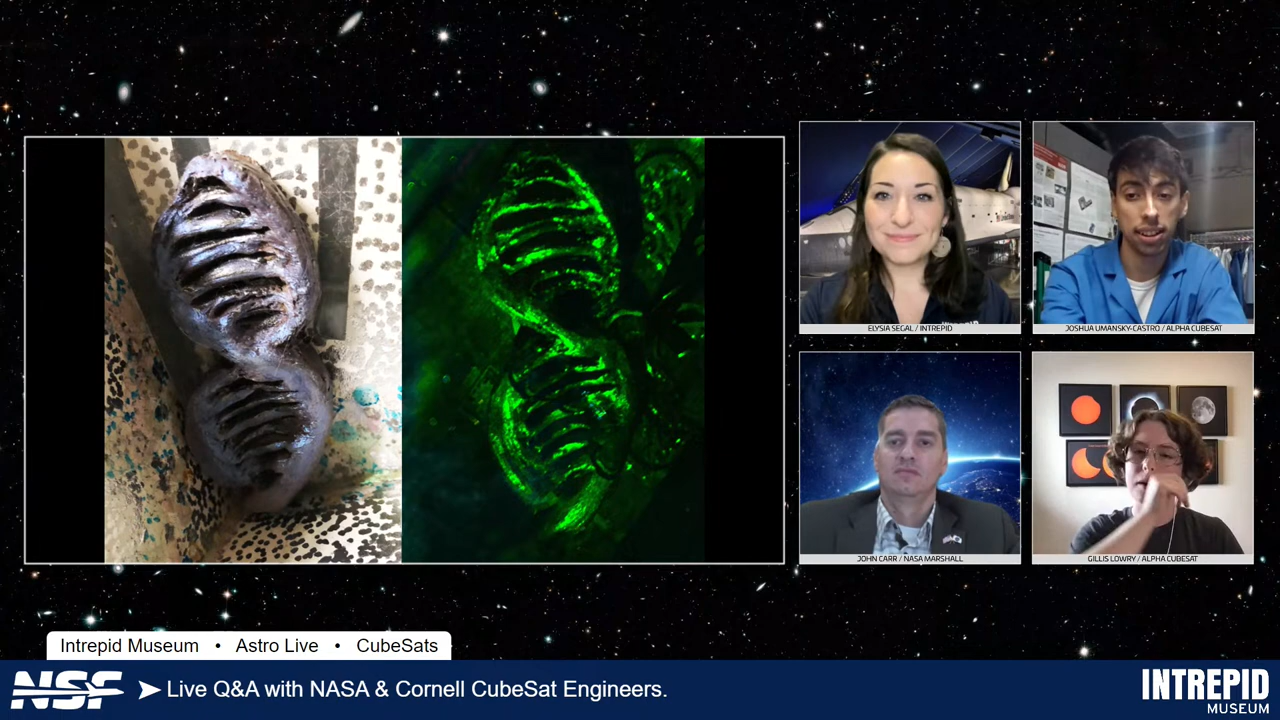 ELYSIA SEGAL / INTREPID
JOSHUA UMANSKY-CASTRO / ALPHA CUBESAT
JOHN CARR / NASA MARSHALL
GILLIS LOWRY / ALPHA CUBESAT
Intrepid Museum • Astro Live • CubeSats
NSF
Live Q&A with NASA & Cornell CubeSat Engineers.
INTREPID
MUSEUM